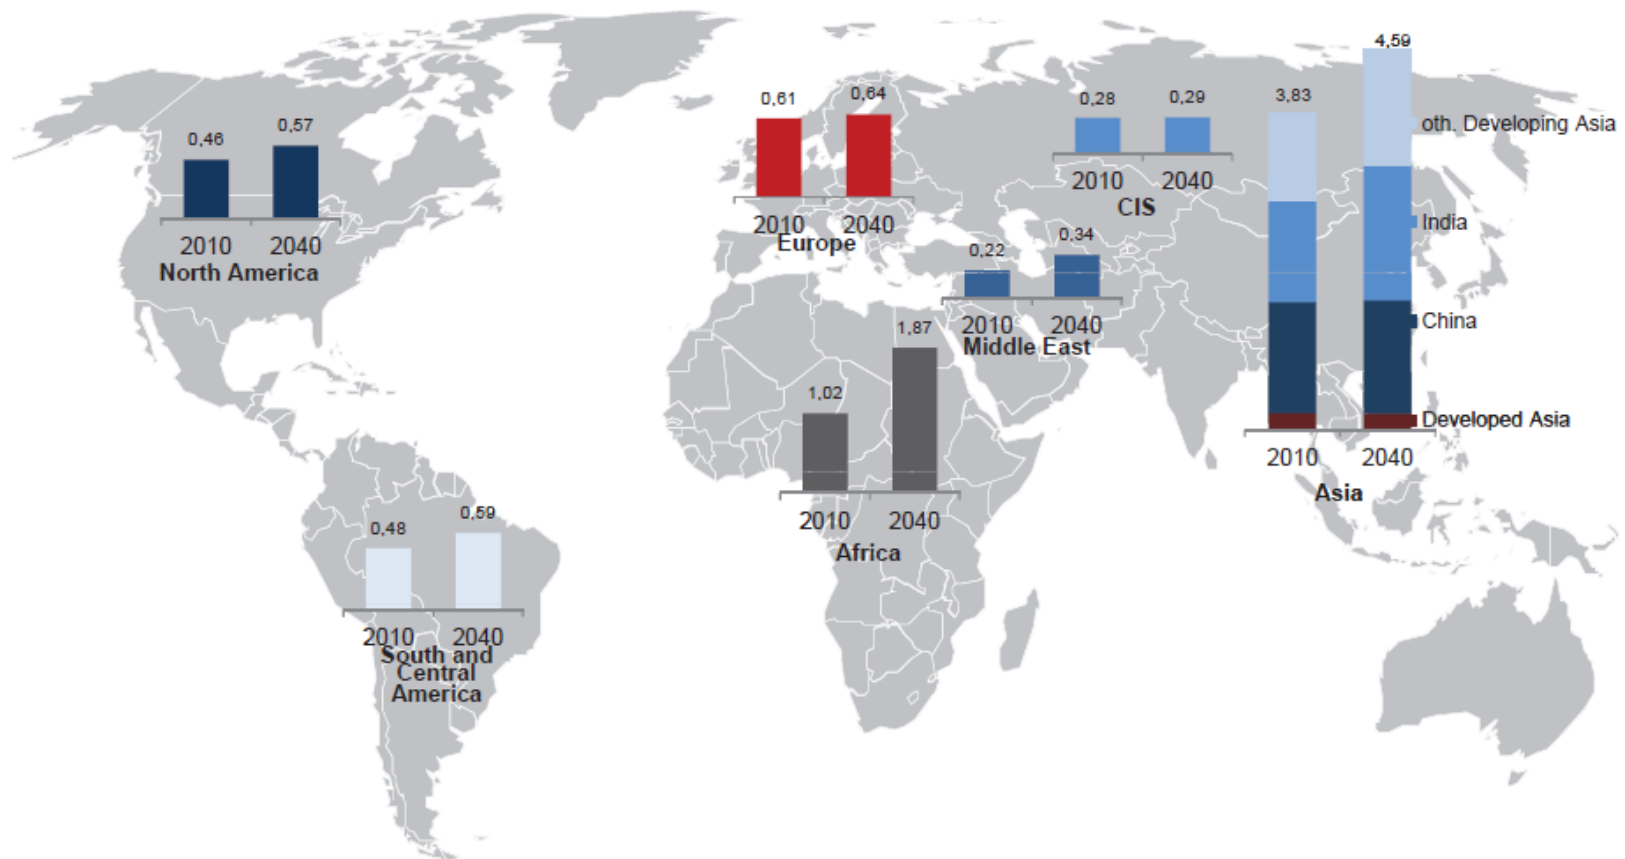 0,46
0,57
2010 2040
North America
0,61
0,64
2010 2040
Europe
0,28
0,29
2010 2040
CIS
0,22
0,34
2010 2040
Middle East
3,83
4,59
oth. Developing Asia
India
China
Developed Asia
2010 2040
Asia
1,02
1,87
2010 2040
Africa
0,48
0,59
2010 2040
South and
Central
America